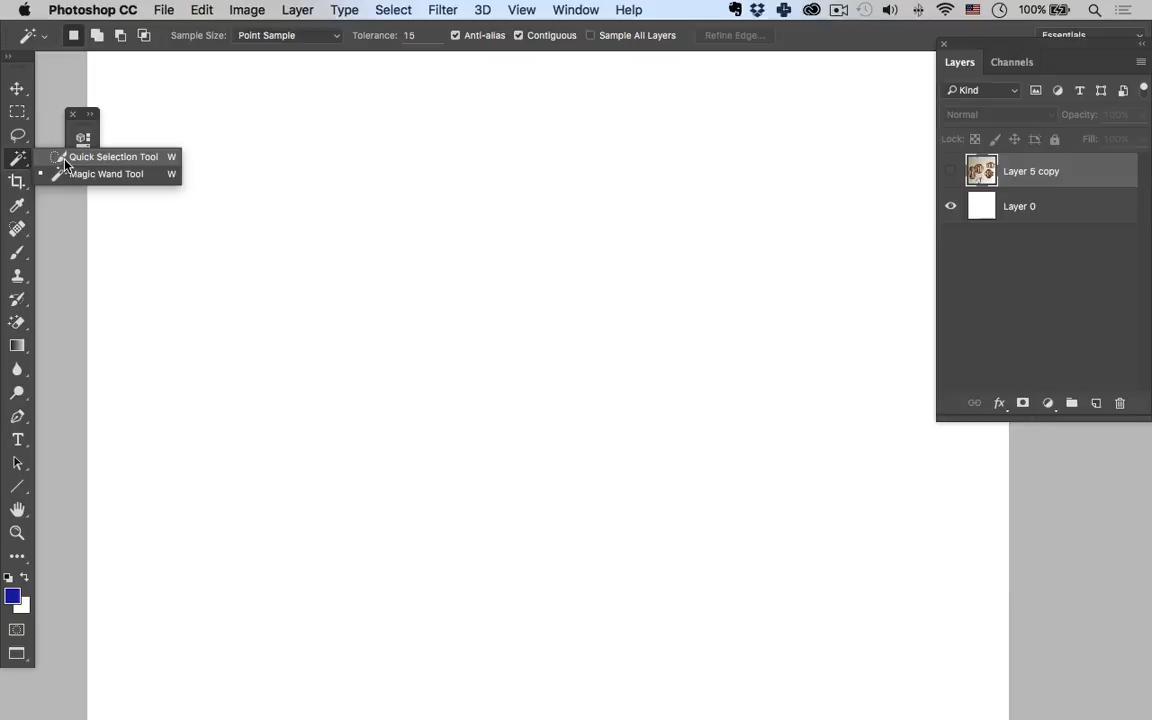 Photoshop CC File Edit Image Layer Type Select Filter 3D View Window Help 100%
Sample Size: Point Sample Tolerance: 15 Anti-alias Contiguous Sample All Layers Refine Edge... Essentials
Layers Channels
Kind
Normal Opacity: 100%
Lock: Fill: 100%
Quick Selection Tool W
Magic Wand Tool W
Layer 5 copy
Layer 0
fx
T